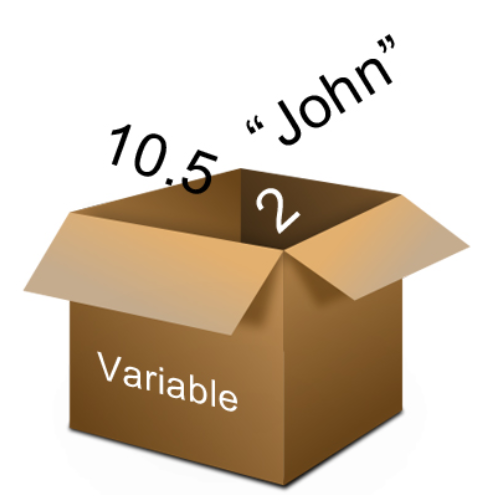 “ John”
10.5
2
Variable